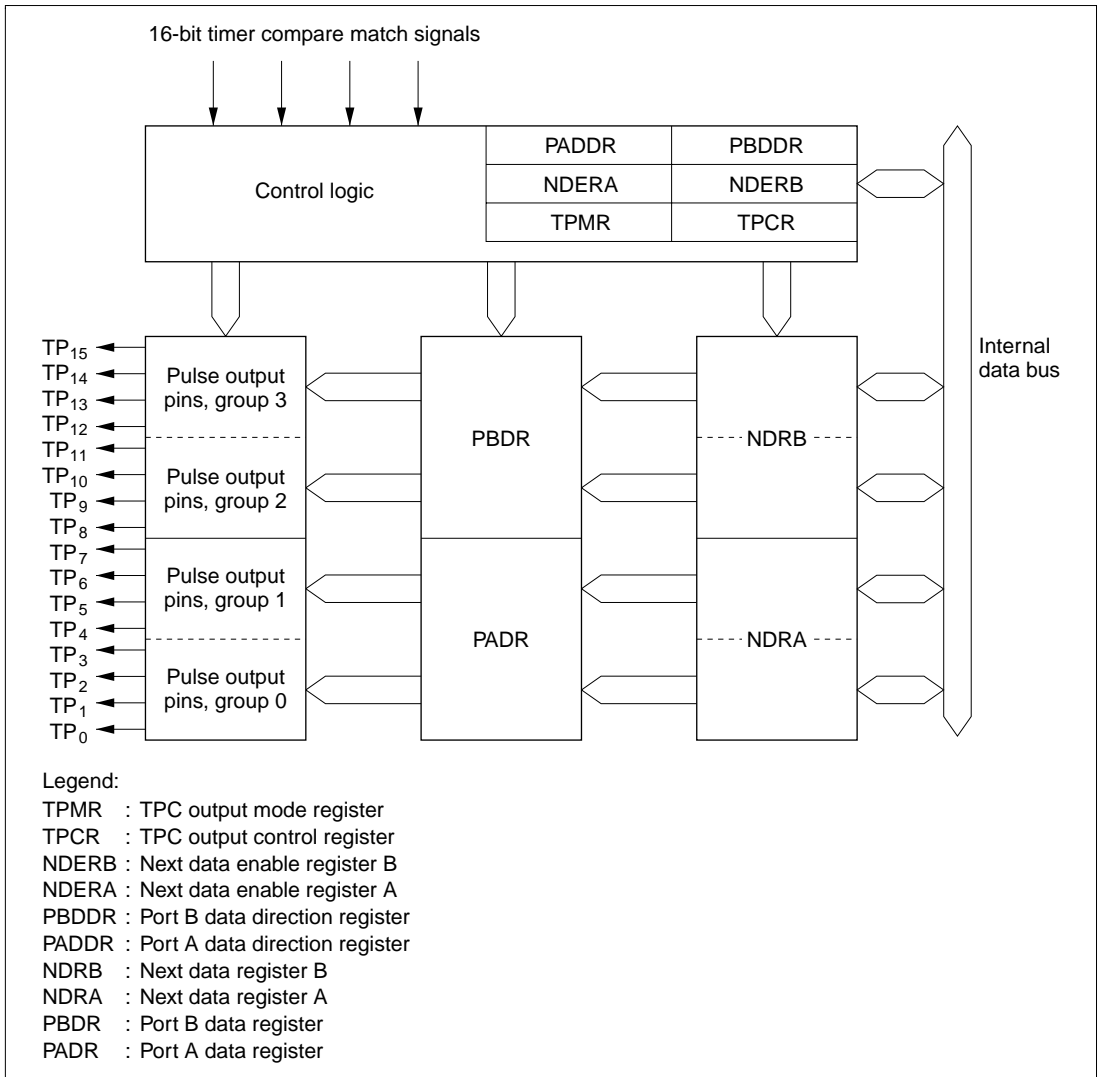 16-bit timer compare match signals
PADDR PBDDR
Control logic NDERA NDERB
TPMR TPCR
Internal
data bus
TP15
TP14
TP13
TP12
TP11
TP10
TP9
TP8
TP7
TP6
TP5
TP4
TP3
TP2
TP1
TP0
Pulse output
pins, group 3
Pulse output
pins, group 2
Pulse output
pins, group 1
Pulse output
pins, group 0
PBDR
PADR
NDRB
NDRA
Legend:
TPMR : TPC output mode register
TPCR : TPC output control register
NDERB : Next data enable register B
NDERA : Next data enable register A
PBDDR : Port B data direction register
PADDR : Port A data direction register
NDRB : Next data register B
NDRA : Next data register A
PBDR : Port B data register
PADR : Port A data register